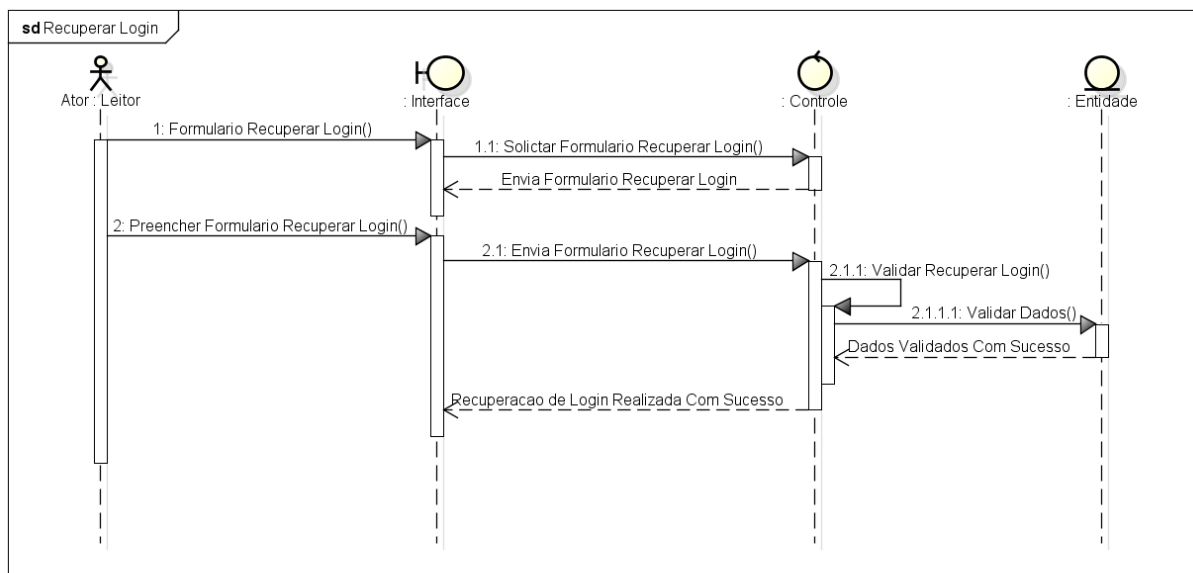 sd Recuperar Login
Ator : Leitor
: Interface
: Controle
: Entidade
1: Formulario Recuperar Login()
1.1: Solictar Formulario Recuperar Login()
Envia Formulario Recuperar Login
2: Preencher Formulario Recuperar Login()
2.1: Envia Formulario Recuperar Login()
2.1.1: Validar Recuperar Login()
2.1.1.1: Validar Dados()
Dados Validados Com Sucesso
Recuperacao de Login Realizada Com Sucesso